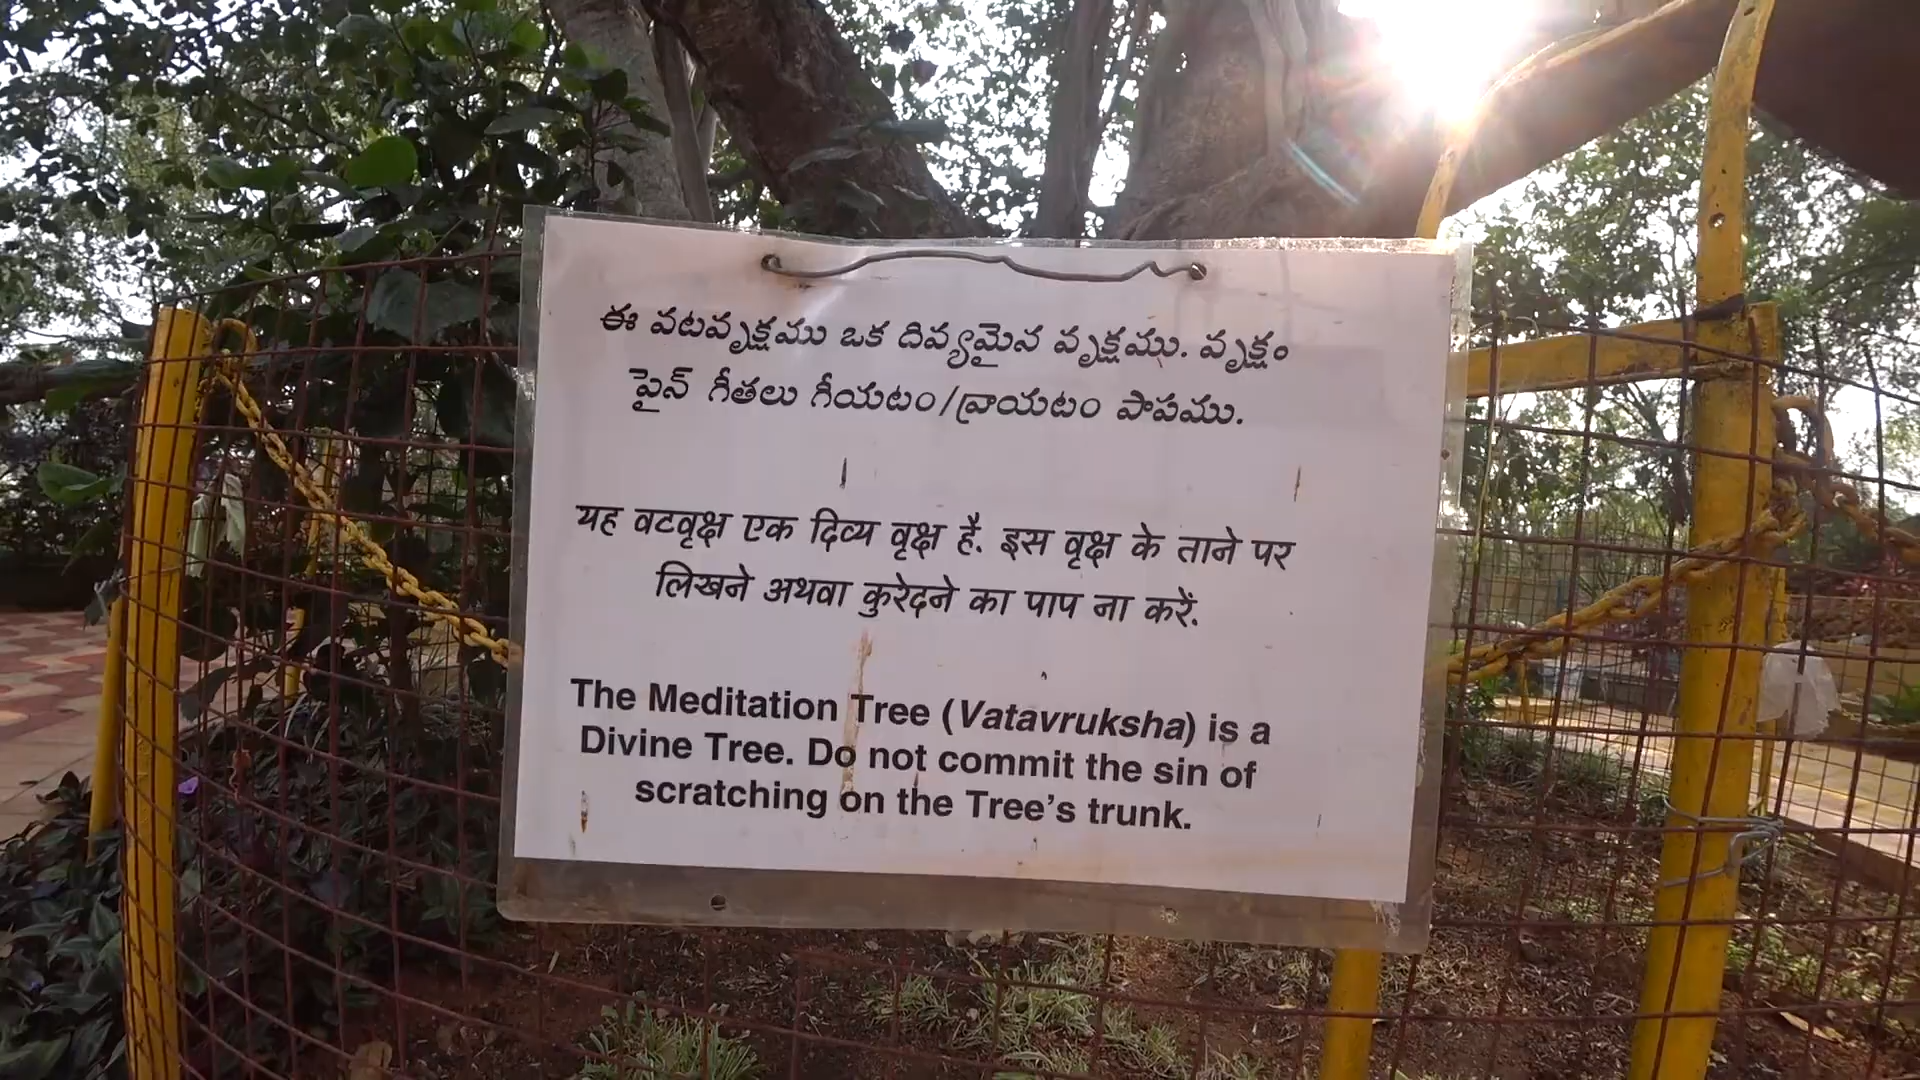 ఈ వటవృక్షము ఒక దివ్యమైన వృక్షము. వృక్షం
పైన్ గీతలు గీయటం/వ్రాయటం పాపము.
यह वटवृक्ष एक दिव्य वृक्ष है. इस वृक्ष के ताने पर
लिखने अथवा कुरेदने का पाप ना करें.
The Meditation Tree (Vatavruksha) is a
Divine Tree. Do not commit the sin of
scratching on the Tree's trunk.